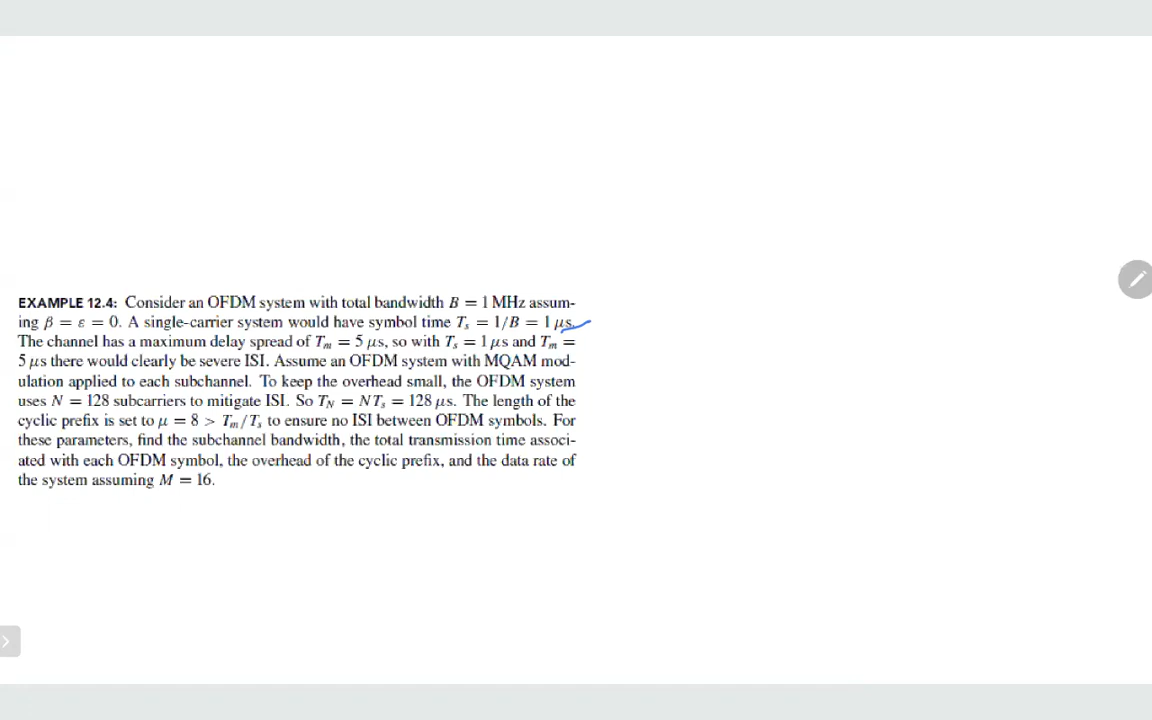 EXAMPLE 12.4: Consider an OFDM system with total bandwidth B = 1 MHz assum-
ing β = ε = 0. A single-carrier system would have symbol time Ts = 1/B = 1 μs.
The channel has a maximum delay spread of Tm = 5 μs, so with Ts = 1 μs and Tm =
5 μs there would clearly be severe ISI. Assume an OFDM system with MQAM mod-
ulation applied to each subchannel. To keep the overhead small, the OFDM system
uses N = 128 subcarriers to mitigate ISI. So TN = NTs = 128 μs. The length of the
cyclic prefix is set to μ = 8 > Tm/Ts to ensure no ISI between OFDM symbols. For
these parameters, find the subchannel bandwidth, the total transmission time associ-
ated with each OFDM symbol, the overhead of the cyclic prefix, and the data rate of
the system assuming M = 16.